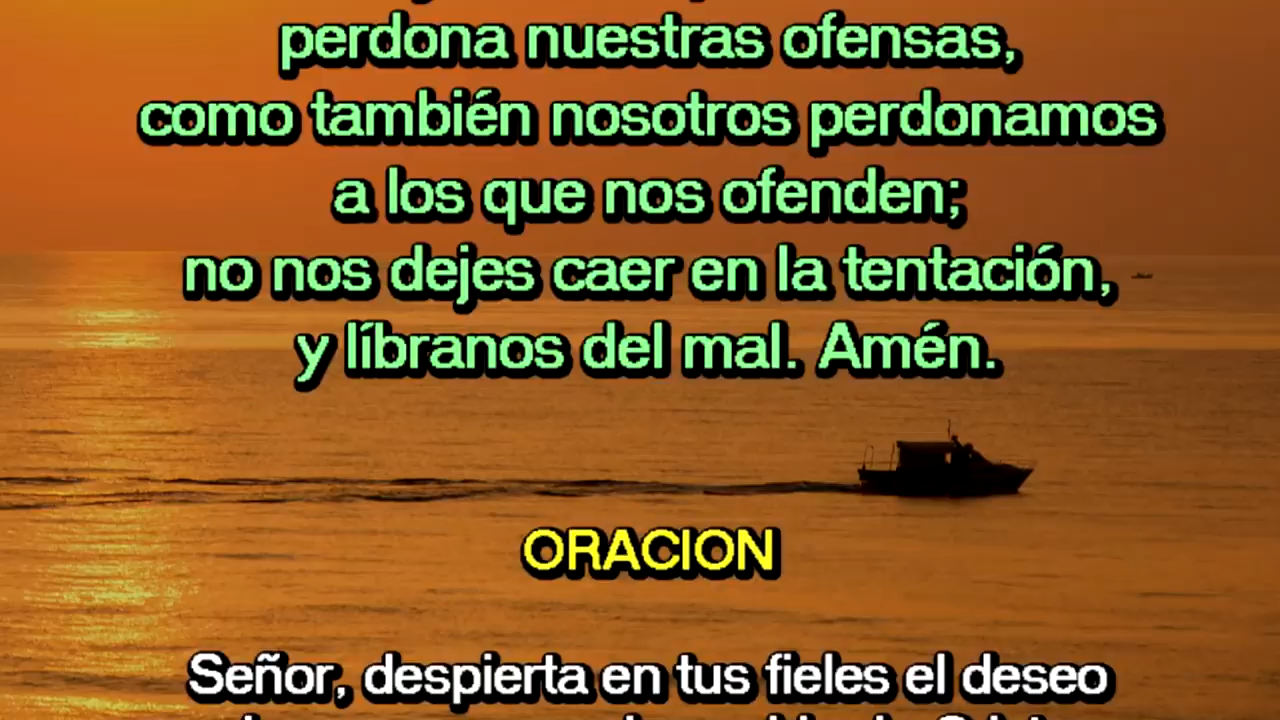 perdona nuestras ofensas,
como también nosotros perdonamos
a los que nos ofenden;
no nos dejes caer en la tentación,
y líbranos del mal. Amén.
ORACION
Señor, despierta en tus fieles el deseo